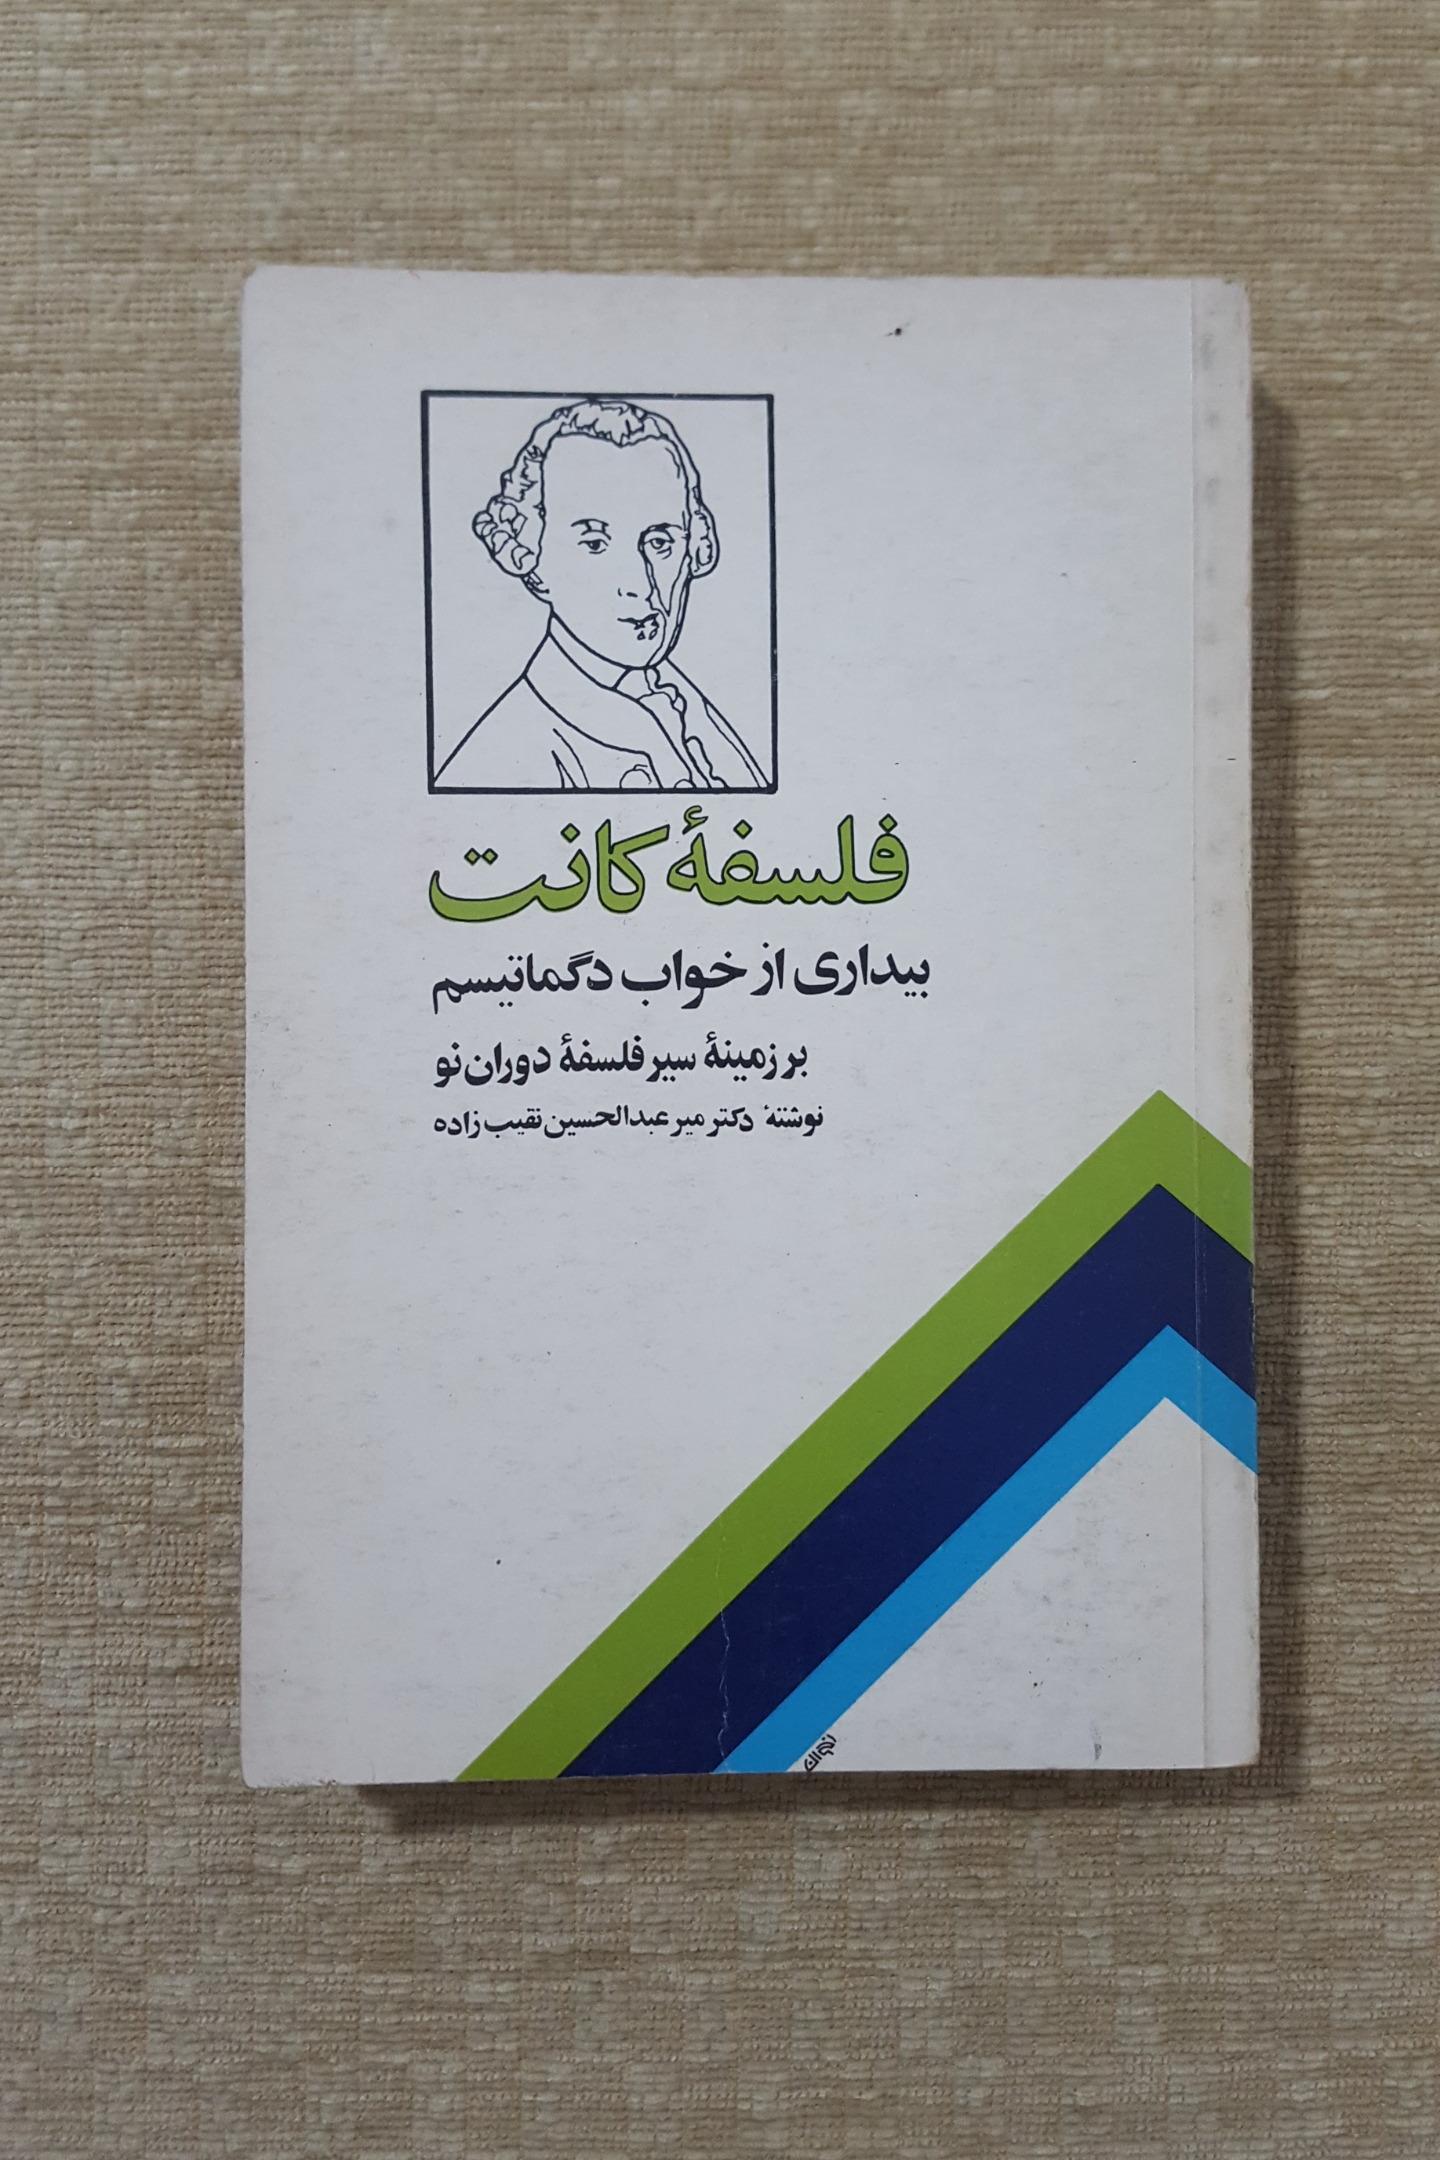 فلسفهٔ کانت
بیداری از خواب دگماتیسم
بر زمینهٔ سیر فلسفهٔ دوران نو
نوشتهٔ دکتر میر عبدالحسین نقیب زاده